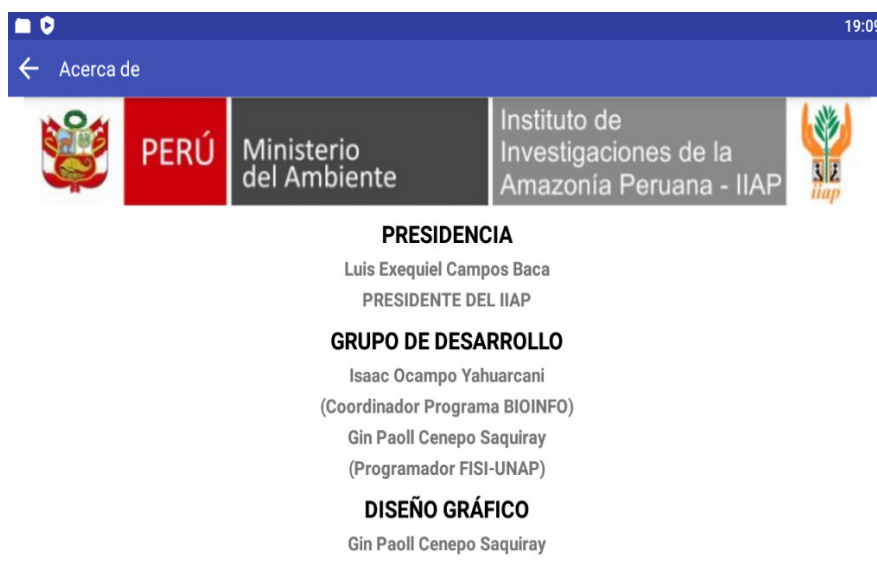 19:09
Acerca de
PERÚ
Ministerio
del Ambiente
Instituto de
Investigaciones de la
Amazonía Peruana - IIAP
iiap
PRESIDENCIA
Luis Exequiel Campos Baca
PRESIDENTE DEL IIAP
GRUPO DE DESARROLLO
Isaac Ocampo Yahuarcani
(Coordinador Programa BIOINFO)
Gin Paoll Cenepo Saquiray
(Programador FISI-UNAP)
DISEÑO GRÁFICO
Gin Paoll Cenepo Saquiray